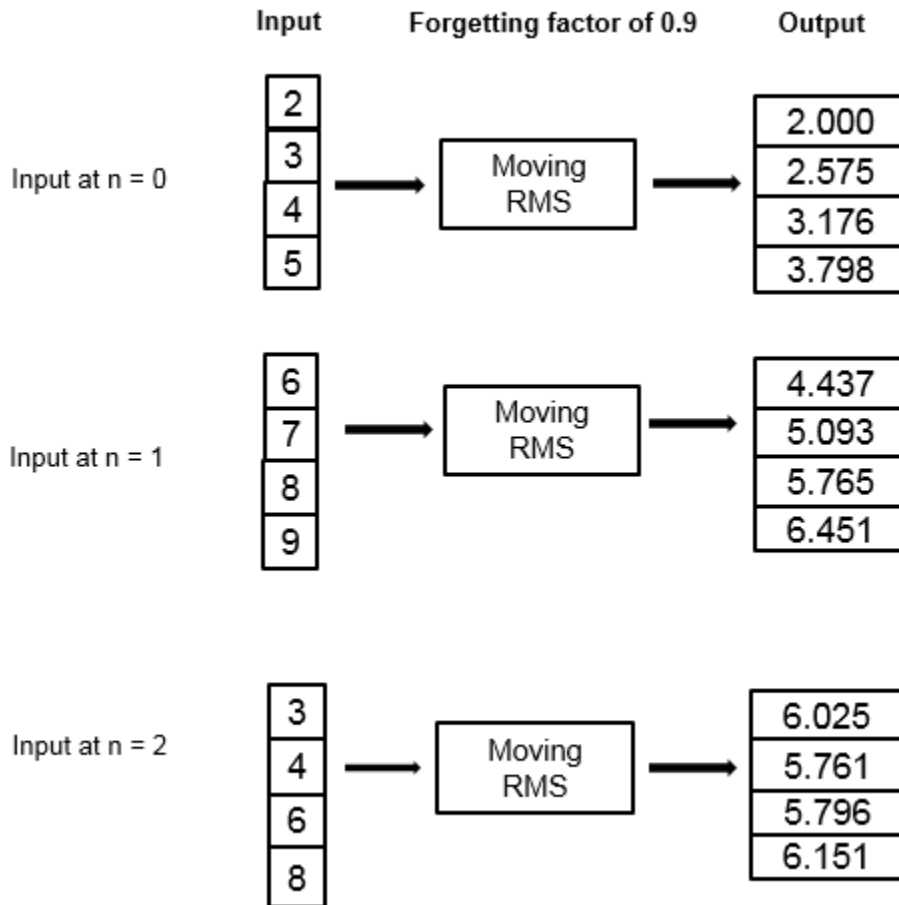 Input Forgetting factor of 0.9 Output
Input at n = 0
2
3
4
5
Moving
RMS
2.000
2.575
3.176
3.798
Input at n = 1
6
7
8
9
Moving
RMS
4.437
5.093
5.765
6.451
Input at n = 2
3
4
6
8
Moving
RMS
6.025
5.761
5.796
6.151